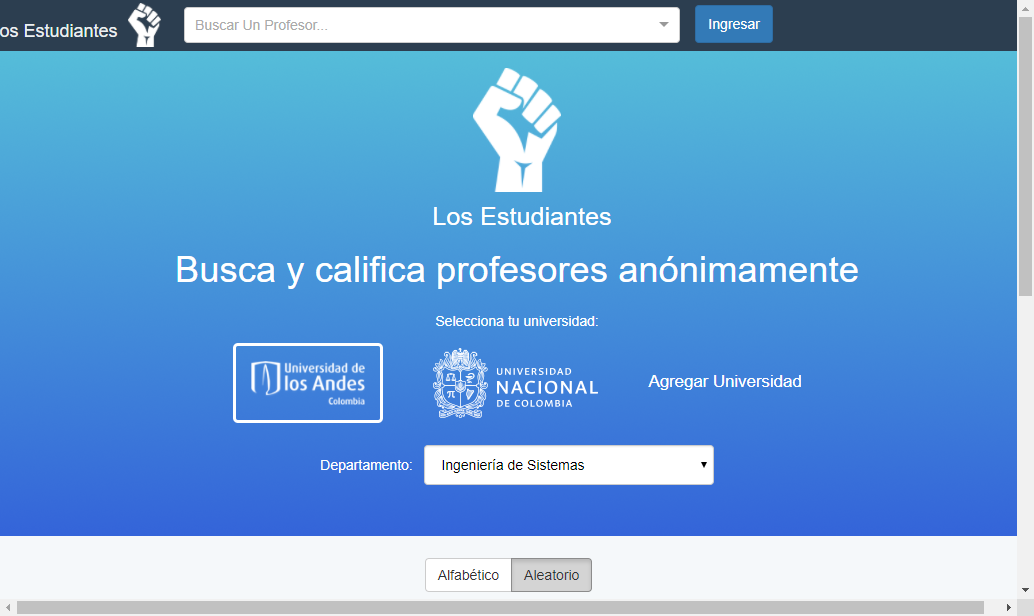 os Estudiantes
Buscar Un Profesor...
Ingresar
Los Estudiantes
Busca y califica profesores anónimamente
Selecciona tu universidad:
Universidad de
los Andes
Colombia
UNIVERSIDAD
NACIONAL
DE COLOMBIA
Agregar Universidad
Departamento:
Ingeniería de Sistemas
Alfabético
Aleatorio